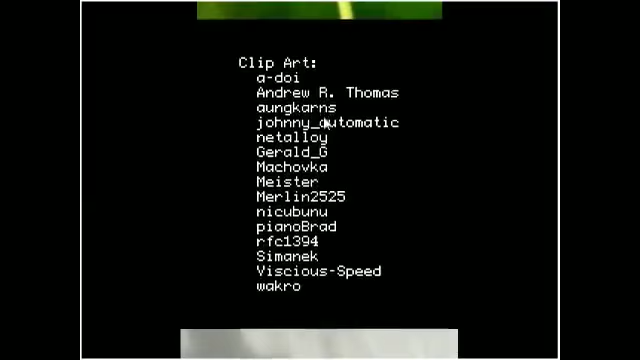 Clip Art:
a-doi
Andrew R. Thomas
aungkarns
johnny_automatic
netalloy
Gerald_G
Machovka
Meister
Merlin2525
nicubunu
pianoBrad
rfc1394
Simanek
Viscious-Speed
wakro